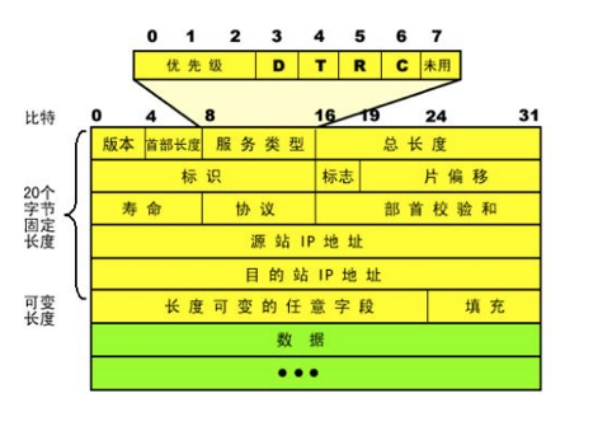 0 1 2 3 4 5 6 7
优先级 D T R C 未用
比特 0 4 8 16 19 24 31
版本 首部长度 服务类型 总长度
标识 标志 片偏移
寿命 协议 部首校验和
源站 IP 地址
目的站 IP 地址
长度可变的任意字段 填充
数据
•••
20个
字节
固定
长度
可变
长度